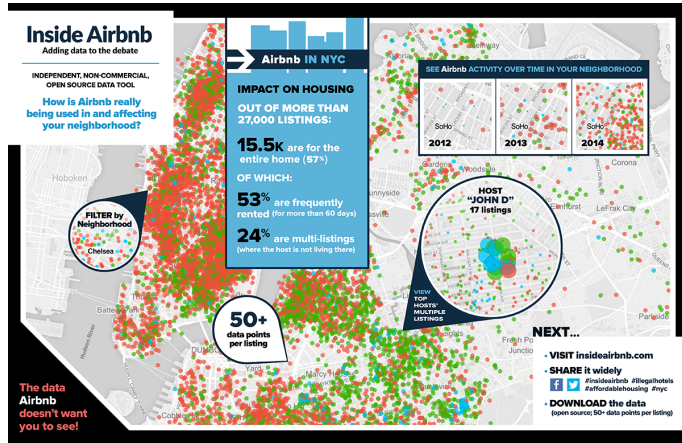 Inside Airbnb
Adding data to the debate
INDEPENDENT, NON-COMMERCIAL,
OPEN SOURCE DATA TOOL
How is Airbnb really
being used in and affecting
your neighborhood?
Airbnb IN NYC
IMPACT ON HOUSING
OUT OF MORE THAN
27,000 LISTINGS:
15.5K are for the
entire home (57%)
OF WHICH:
53% are frequently
rented (for more than 60 days)
24% are multi-listings
(where the host is not living there)
SEE Airbnb ACTIVITY OVER TIME IN YOUR NEIGHBORHOOD
SoHo
2012
SoHo
2013
SoHo
2014
Steinway
Corona
Woodside
Elmhurst
LeFrak City
Parkside
Hoboken
FILTER by
Neighborhood
Chelsea
HOST
"JOHN D"
17 listings
VIEW
TOP
HOSTS'
MULTIPLE
LISTINGS
50+
data points
per listing
Hudson River
Yard
The data
Airbnb
doesn't want
you to see!
NEXT...
• VISIT insideairbnb.com
• SHARE it widely
#insideairbnb #illegalhotels
#affordablehousing #nyc
• DOWNLOAD the data
(open source; 50+ data points per listing)